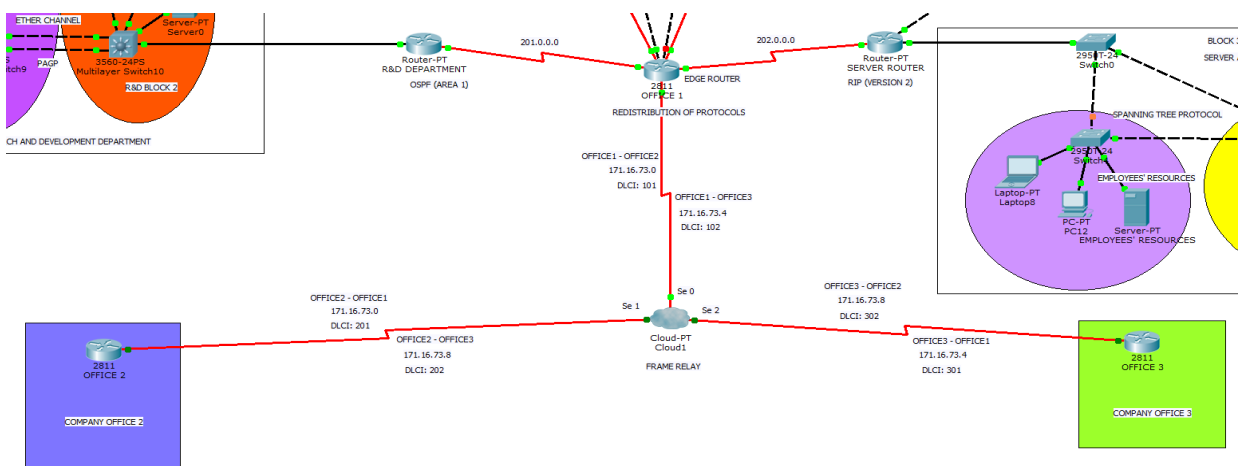 ETHER CHANNEL
Server-PT
Server0
PAGP
3560-24PS
Multilayer Switch10
R&D BLOCK 2
CH AND DEVELOPMENT DEPARTMENT
Router-PT
R&D DEPARTMENT
OSPF (AREA 1)
201.0.0.0
EDGE ROUTER
2811
OFFICE 1
REDISTRIBUTION OF PROTOCOLS
202.0.0.0
Router-PT
SERVER ROUTER
RIP (VERSION 2)
2950T-24
Switch0
BLOCK
SERVER
SPANNING TREE PROTOCOL
2950T-24
EMPLOYEES' RESOURCES
Laptop-PT
Laptop8
PC-PT
PC12
Server-PT
EMPLOYEES' RESOURCES
OFFICE1 - OFFICE2
171.16.73.0
DLCI: 101
OFFICE1 - OFFICE3
171.16.73.4
DLCI: 102
OFFICE2 - OFFICE1
171.16.73.0
DLCI: 201
OFFICE2 - OFFICE3
171.16.73.8
DLCI: 202
Se 0
Se 1
Se 2
Cloud-PT
Cloud1
FRAME RELAY
OFFICE3 - OFFICE2
171.16.73.8
DLCI: 302
OFFICE3 - OFFICE1
171.16.73.4
DLCI: 301
2811
OFFICE 2
COMPANY OFFICE 2
2811
OFFICE 3
COMPANY OFFICE 3